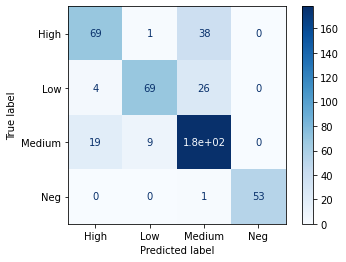 High 69 1 38 0
Low 4 69 26 0
Medium 19 9 1.8e+02 0
Neg 0 0 1 53
High Low Medium Neg
Predicted label
True label
160
140
120
100
80
60
40
20
0